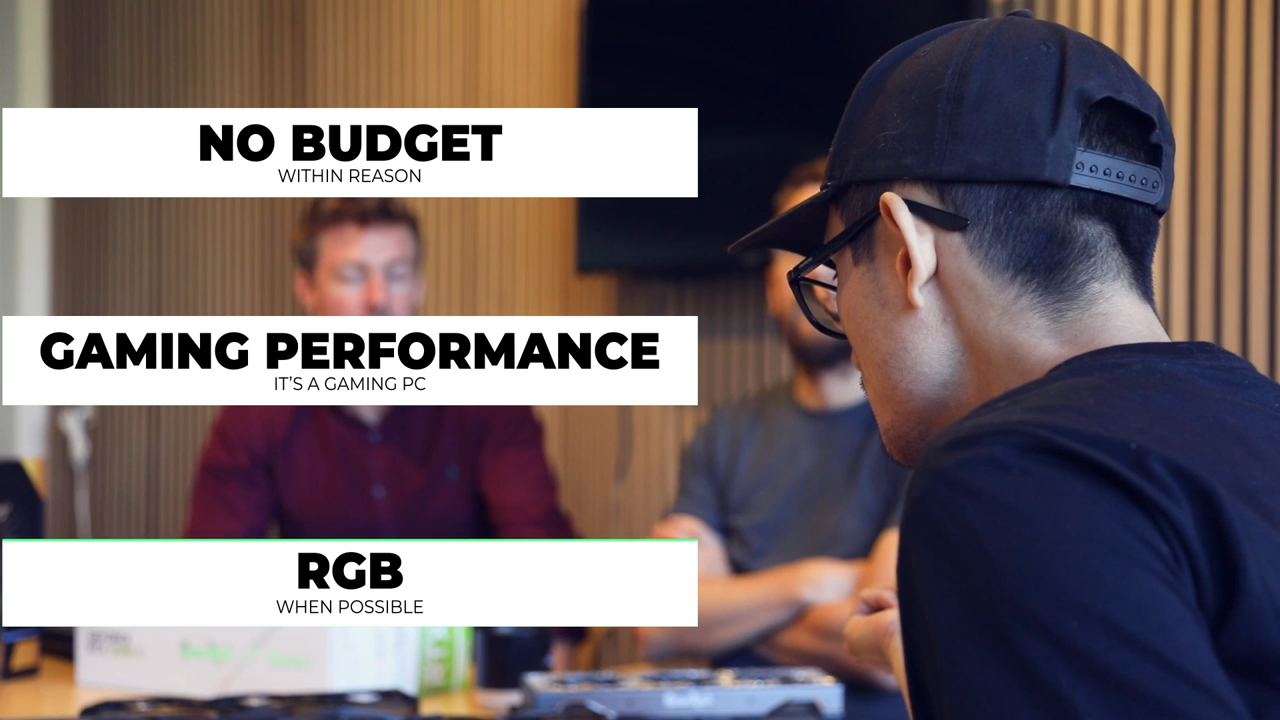 NO BUDGET
WITHIN REASON
GAMING PERFORMANCE
IT'S A GAMING PC
RGB
WHEN POSSIBLE